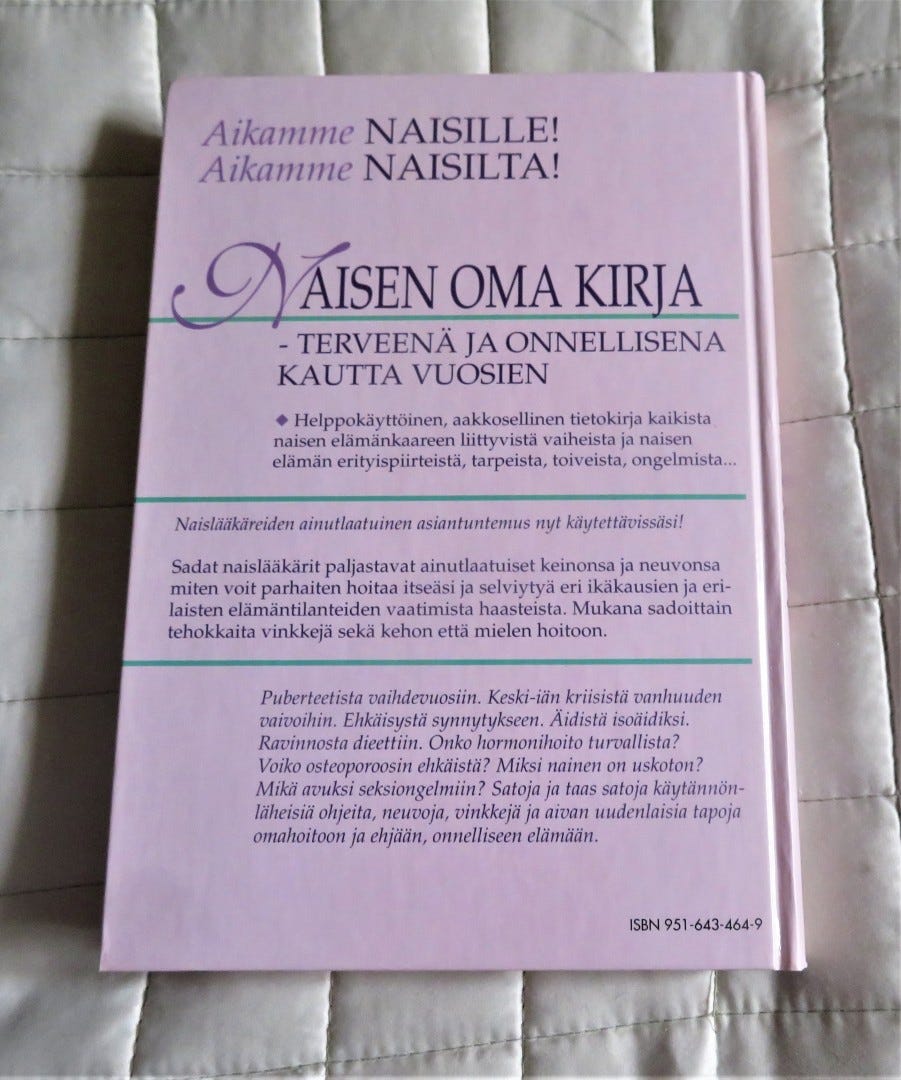 Aikamme NAISILLE!
Aikamme NAISILTA!
NAISEN OMA KIRJA
- TERVEENÄ JA ONNELLISENA
KAUTTA VUOSIEN
◆ Helppokäyttöinen, aakkosellinen tietokirja kaikista
naisen elämänkaareen liittyvistä vaiheista ja naisen
elämän erityispiirteistä, tarpeista, toiveista, ongelmista...
Naislääkäreiden ainutlaatuinen asiantuntemus nyt käytettävissäsi!
Sadat naislääkärit paljastavat ainutlaatuiset keinonsa ja neuvonsa
miten voit parhaiten hoitaa itseäsi ja selviytyä eri ikäkausien ja eri-
laisten elämäntilanteiden vaatimista haasteista. Mukana sadoittain
tehokkaita vinkkejä sekä kehon että mielen hoitoon.
Puberteetista vaihdevuosiin. Keski-iän kriisistä vanhuuden
vaivoihin. Ehkäisystä synnytykseen. Äidistä isoäidiksi.
Ravinnosta dieettiin. Onko hormonihoito turvallista?
Voiko osteoporoosin ehkäistä? Miksi nainen on uskoton?
Mikä avuksi seksiongelmiin? Satoja ja taas satoja käytännön-
läheisiä ohjeita, neuvoja, vinkkejä ja aivan uudenlaisia tapoja
omahoitoon ja ehjään, onnelliseen elämään.
ISBN 951-643-464-9